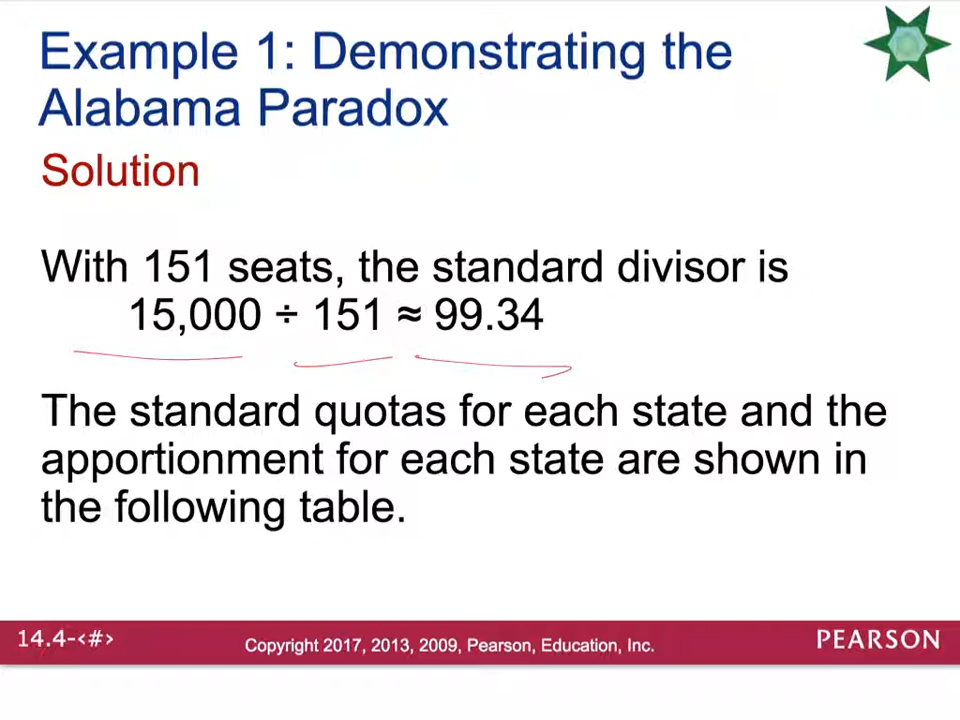 Example 1: Demonstrating the
Alabama Paradox
Solution
With 151 seats, the standard divisor is
15,000 ÷ 151 ≈ 99.34
The standard quotas for each state and the
apportionment for each state are shown in
the following table.
14.4-<#>
Copyright 2017, 2013, 2009, Pearson, Education, Inc.
PEARSON